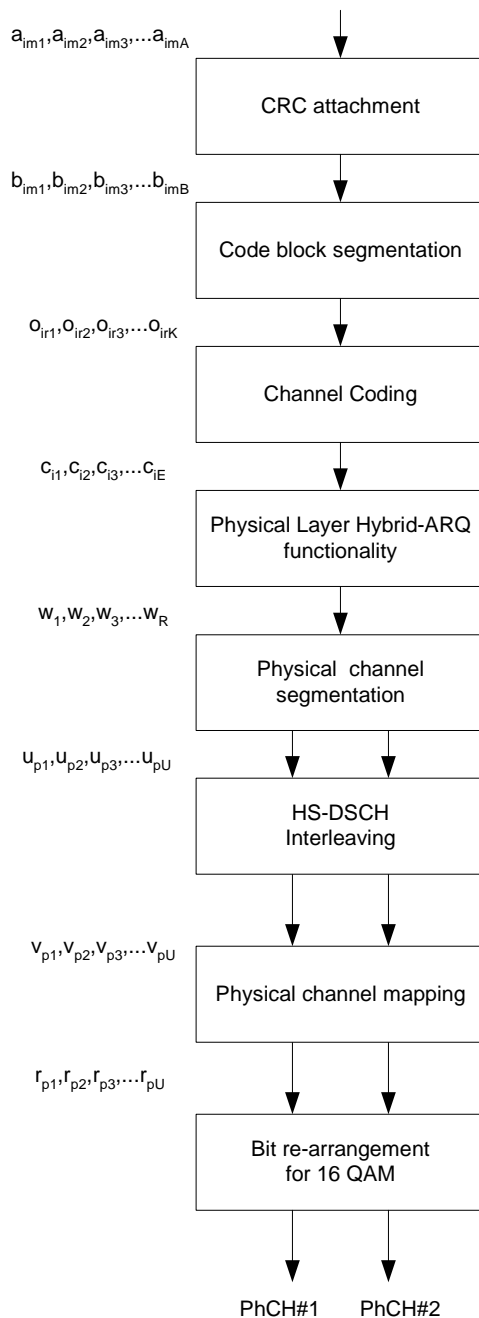 a_im1,a_im2,a_im3,...a_imA
CRC attachment
b_im1,b_im2,b_im3,...b_imB
Code block segmentation
o_ir1,o_ir2,o_ir3,...o_irK
Channel Coding
c_i1,c_i2,c_i3,...c_iE
Physical Layer Hybrid-ARQ
functionality
w_1,w_2,w_3,...w_R
Physical channel
segmentation
u_p1,u_p2,u_p3,...u_pU
HS-DSCH
Interleaving
v_p1,v_p2,v_p3,...v_pU
Physical channel mapping
r_p1,r_p2,r_p3,...r_pU
Bit re-arrangement
for 16 QAM
PhCH#1 PhCH#2